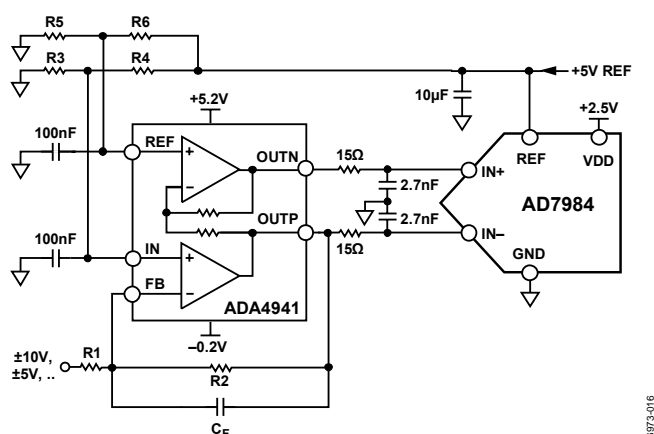 R5
R6
R3
R4
+5V REF
10µF
+5.2V
+2.5V
100nF
REF
OUTN
15Ω
REF
VDD
IN+
2.7nF
AD7984
OUTP
2.7nF
100nF
IN
15Ω
IN–
FB
GND
ADA4941
–0.2V
±10V,
±5V, ..
R1
R2
CF